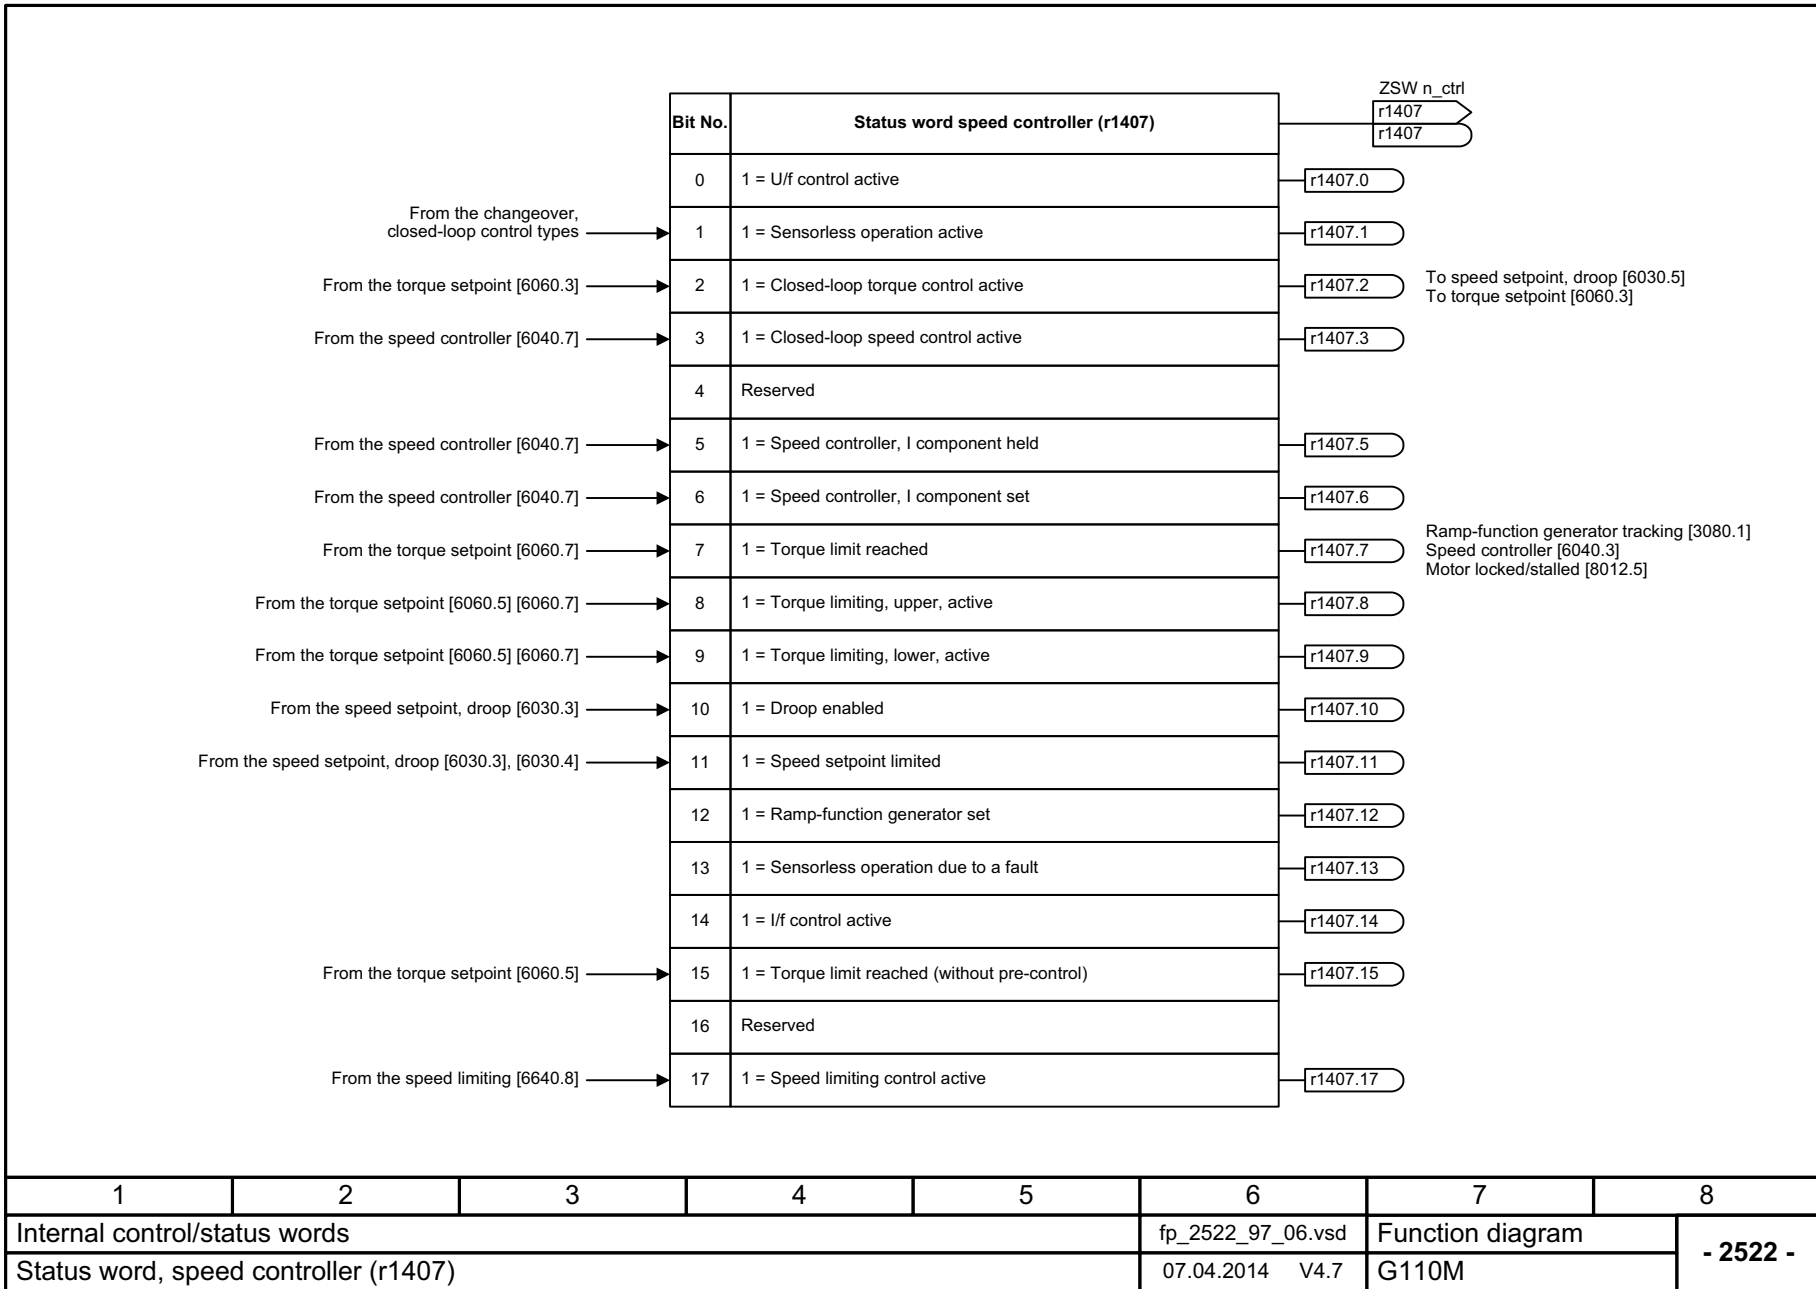 ZSW n_ctrl
Bit No. Status word speed controller (r1407) r1407
r1407
0 1 = U/f control active r1407.0
From the changeover,
closed-loop control types 1 1 = Sensorless operation active r1407.1
From the torque setpoint [6060.3] 2 1 = Closed-loop torque control active r1407.2 To speed setpoint, droop [6030.5]
To torque setpoint [6060.3]
From the speed controller [6040.7] 3 1 = Closed-loop speed control active r1407.3
4 Reserved
From the speed controller [6040.7] 5 1 = Speed controller, I component held r1407.5
From the speed controller [6040.7] 6 1 = Speed controller, I component set r1407.6
From the torque setpoint [6060.7] 7 1 = Torque limit reached r1407.7 Ramp-function generator tracking [3080.1]
Speed controller [6040.3]
Motor locked/stalled [8012.5]
From the torque setpoint [6060.5] [6060.7] 8 1 = Torque limiting, upper, active r1407.8
From the torque setpoint [6060.5] [6060.7] 9 1 = Torque limiting, lower, active r1407.9
From the speed setpoint, droop [6030.3] 10 1 = Droop enabled r1407.10
From the speed setpoint, droop [6030.3], [6030.4] 11 1 = Speed setpoint limited r1407.11
12 1 = Ramp-function generator set r1407.12
13 1 = Sensorless operation due to a fault r1407.13
14 1 = I/f control active r1407.14
From the torque setpoint [6060.5] 15 1 = Torque limit reached (without pre-control) r1407.15
16 Reserved
From the speed limiting [6640.8] 17 1 = Speed limiting control active r1407.17
1 2 3 4 5 6 7 8
Internal control/status words fp_2522_97_06.vsd Function diagram - 2522 -
Status word, speed controller (r1407) 07.04.2014 V4.7 G110M